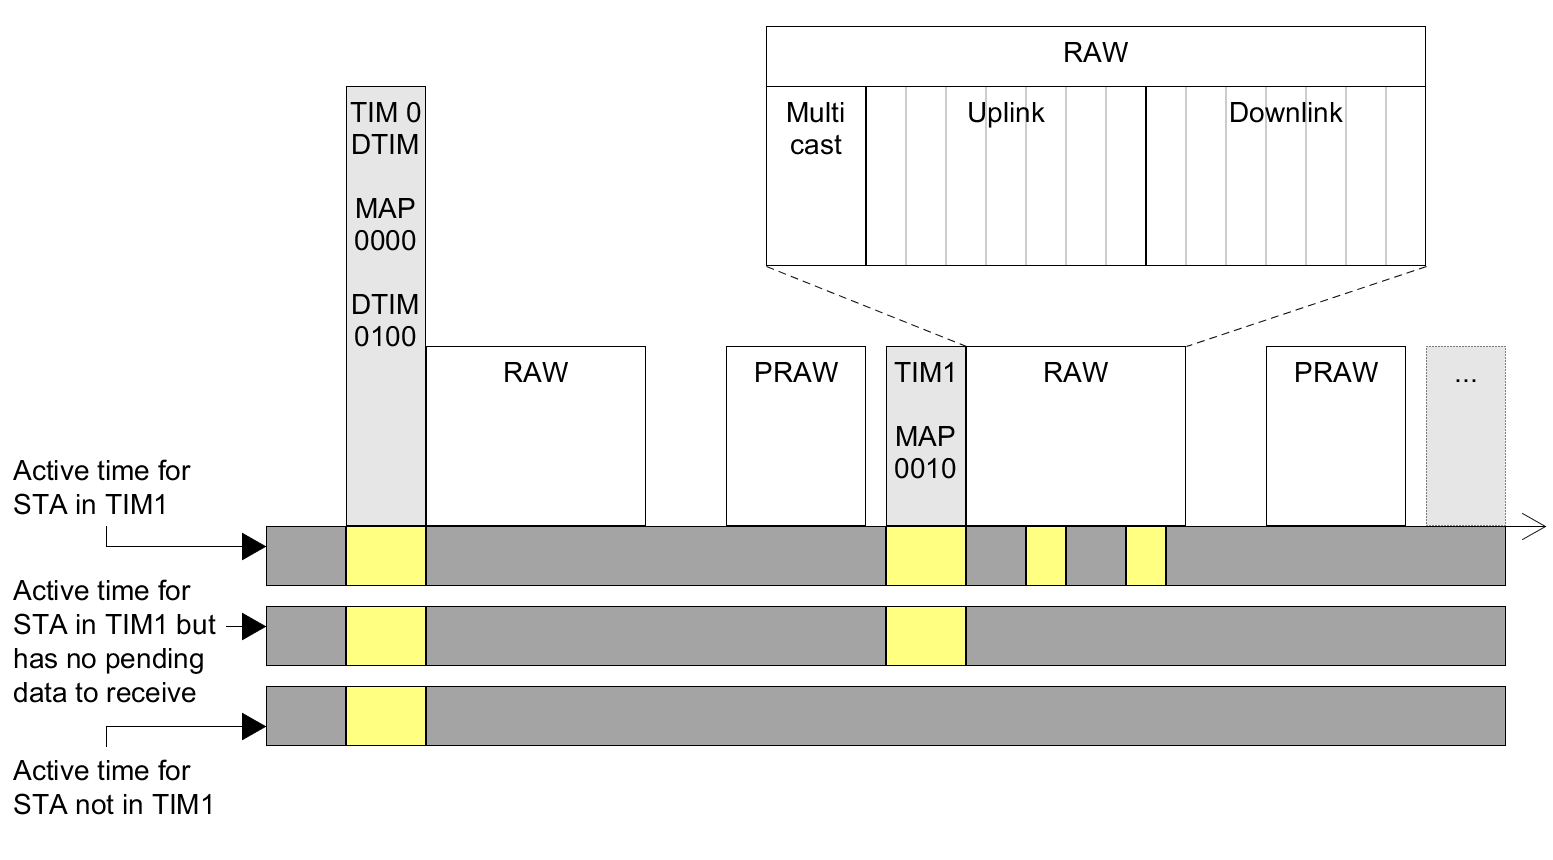 RAW
Multi
cast
Uplink
Downlink
TIM 0
DTIM
MAP
0000
DTIM
0100
RAW
PRAW
TIM1
MAP
0010
RAW
PRAW
...
Active time for
STA in TIM1
Active time for
STA in TIM1 but
has no pending
data to receive
Active time for
STA not in TIM1